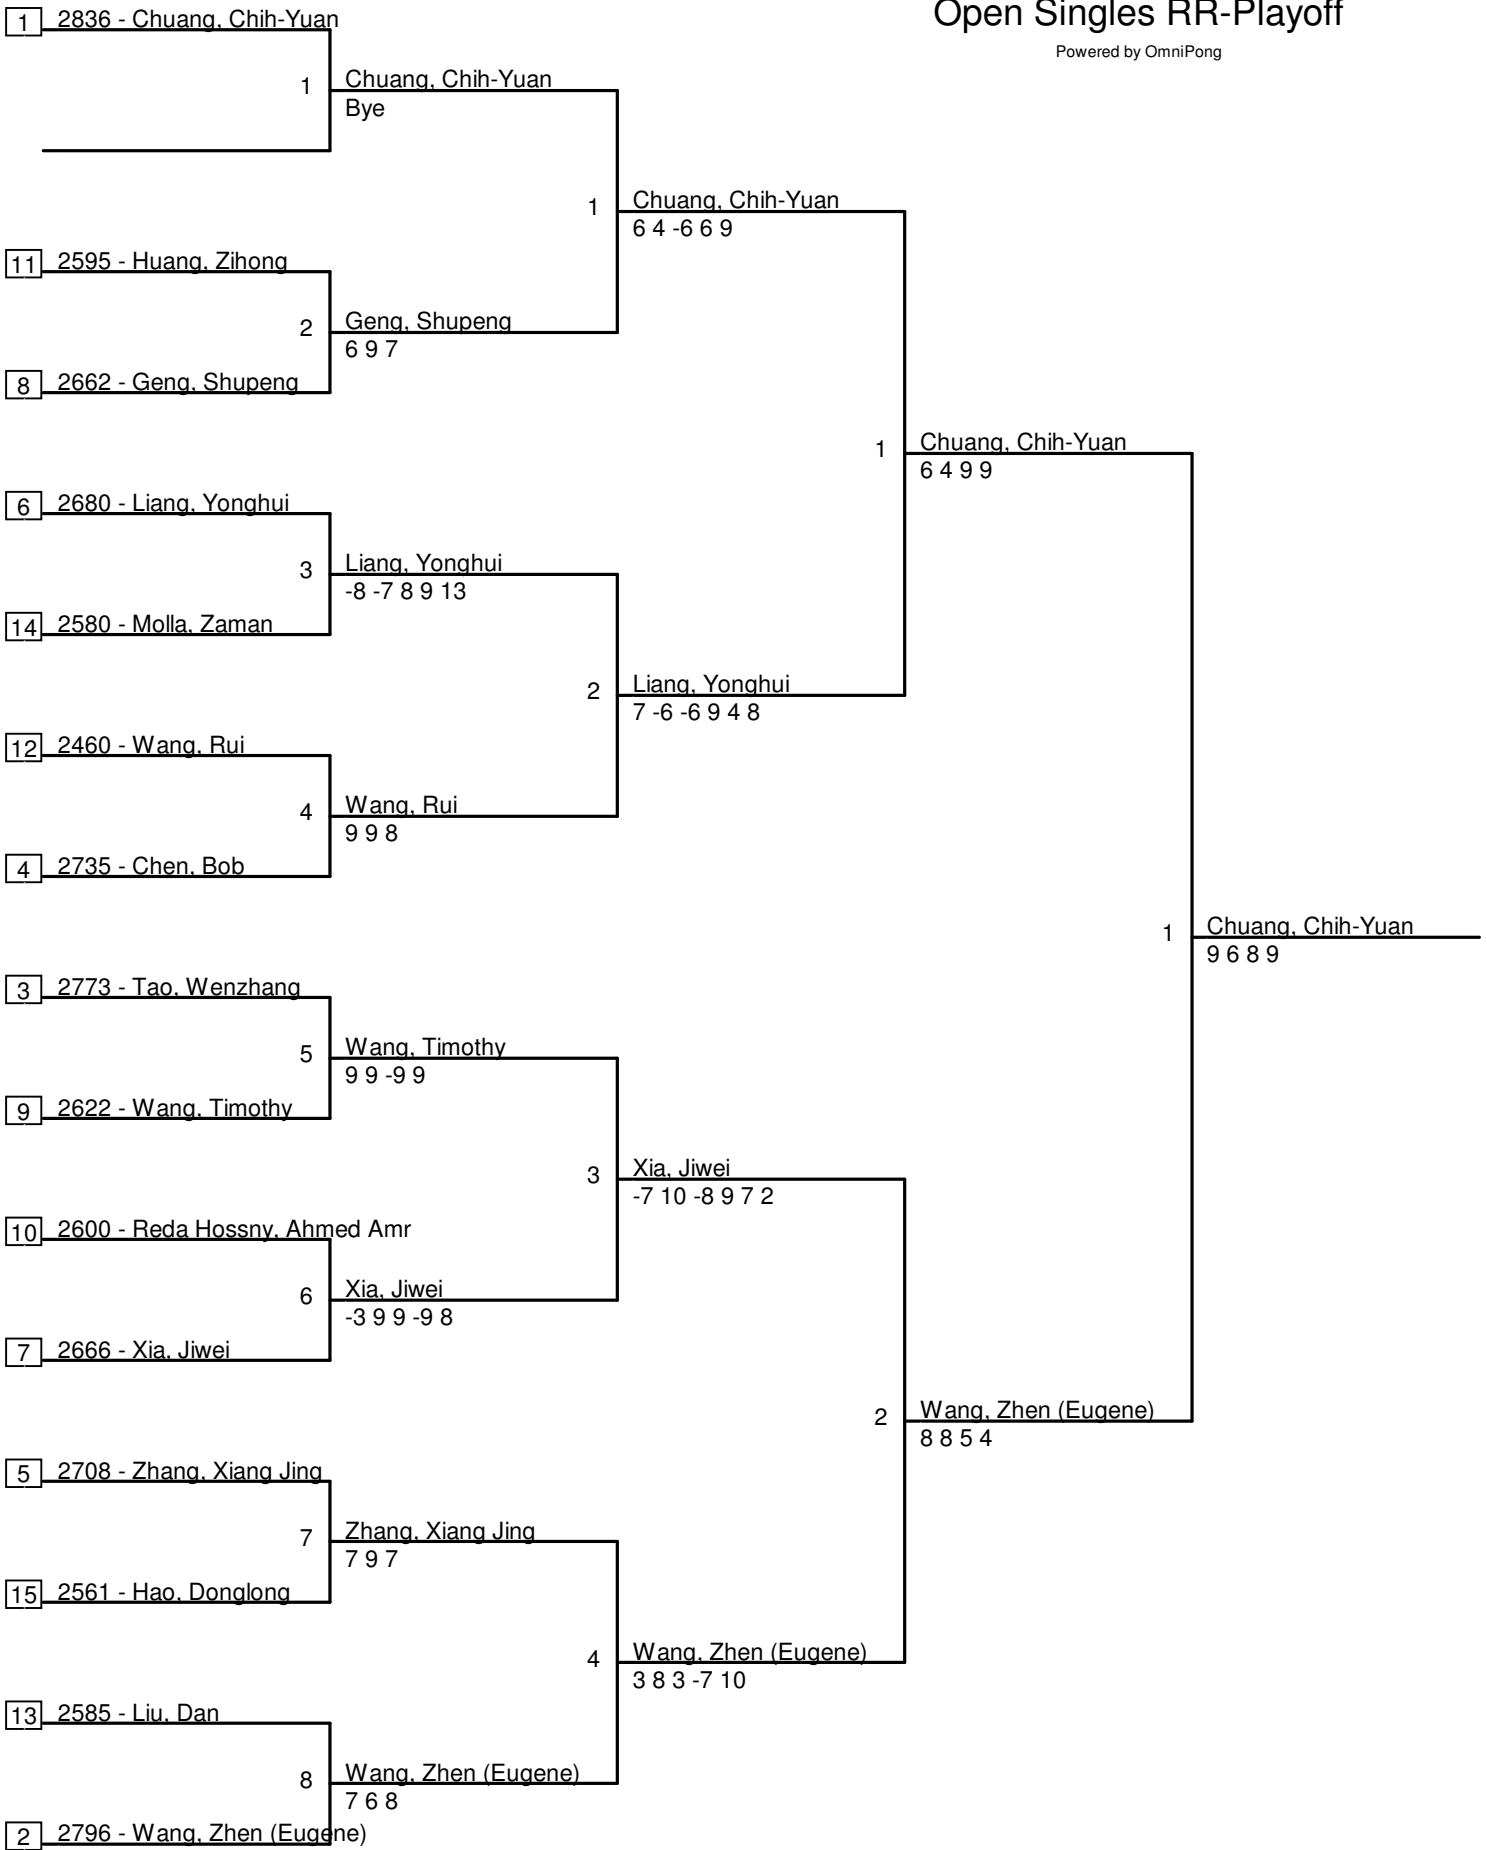 Open Singles RR-Playoff
Powered by OmniPong
1 2836 - Chuang, Chih-Yuan
1 Chuang, Chih-Yuan
Bye
1 Chuang, Chih-Yuan
6 4 -6 6 9
11 2595 - Huang, Zihong
2 Geng, Shupeng
6 9 7
8 2662 - Geng, Shupeng
1 Chuang, Chih-Yuan
6 4 9 9
6 2680 - Liang, Yonghui
3 Liang, Yonghui
-8 -7 8 9 13
14 2580 - Molla, Zaman
2 Liang, Yonghui
7 -6 -6 9 4 8
12 2460 - Wang, Rui
4 Wang, Rui
9 9 8
4 2735 - Chen, Bob
1 Chuang, Chih-Yuan
9 6 8 9
3 2773 - Tao, Wenzhang
5 Wang, Timothy
9 9 -9 9
9 2622 - Wang, Timothy
3 Xia, Jiwei
-7 10 -8 9 7 2
10 2600 - Reda Hossny, Ahmed Amr
6 Xia, Jiwei
-3 9 9 -9 8
7 2666 - Xia, Jiwei
2 Wang, Zhen (Eugene)
8 8 5 4
5 2708 - Zhang, Xiang Jing
7 Zhang, Xiang Jing
7 9 7
15 2561 - Hao, Donglong
4 Wang, Zhen (Eugene)
3 8 3 -7 10
13 2585 - Liu, Dan
8 Wang, Zhen (Eugene)
7 6 8
2 2796 - Wang, Zhen (Eugene)